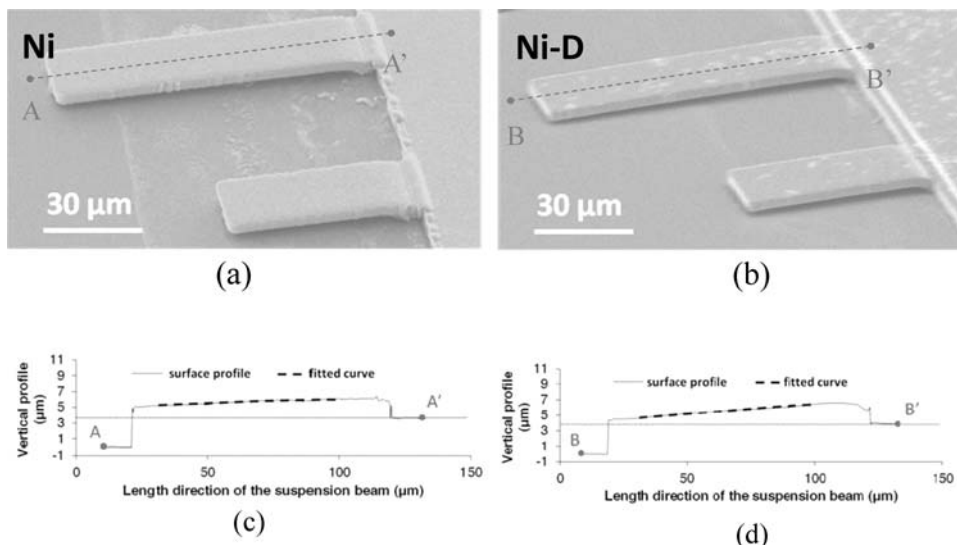 Ni
A
A'
30 µm
(a)
Ni-D
B
B'
30 µm
(b)
11
9
7
5
3
1
-1
Vertical profile
(µm)
surface profile
fitted curve
A
A'
0
50
100
150
Length direction of the suspension beam (µm)
(c)
11
9
7
5
3
1
-1
Vertical profile
(µm)
surface profile
fitted curve
B
B'
0
50
100
150
Length direction of the suspension beam (µm)
(d)